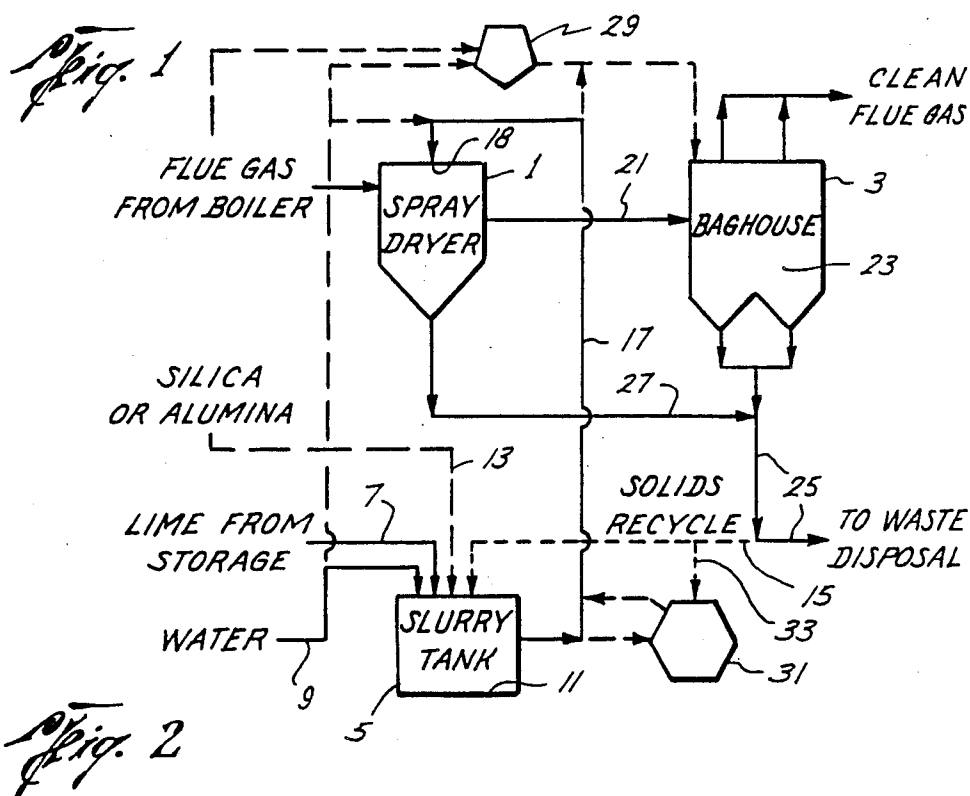 Fig. 1
29
CLEAN
FLUE GAS
FLUE GAS
FROM BOILER
18
1
SPRAY
DRYER
21
3
BAGHOUSE
23
17
SILICA
OR ALUMINA
27
13
25
SOLIDS
RECYCLE
LIME FROM
STORAGE
7
TO WASTE
DISPOSAL
15
33
WATER
9
SLURRY
TANK
11
5
31
Fig. 2